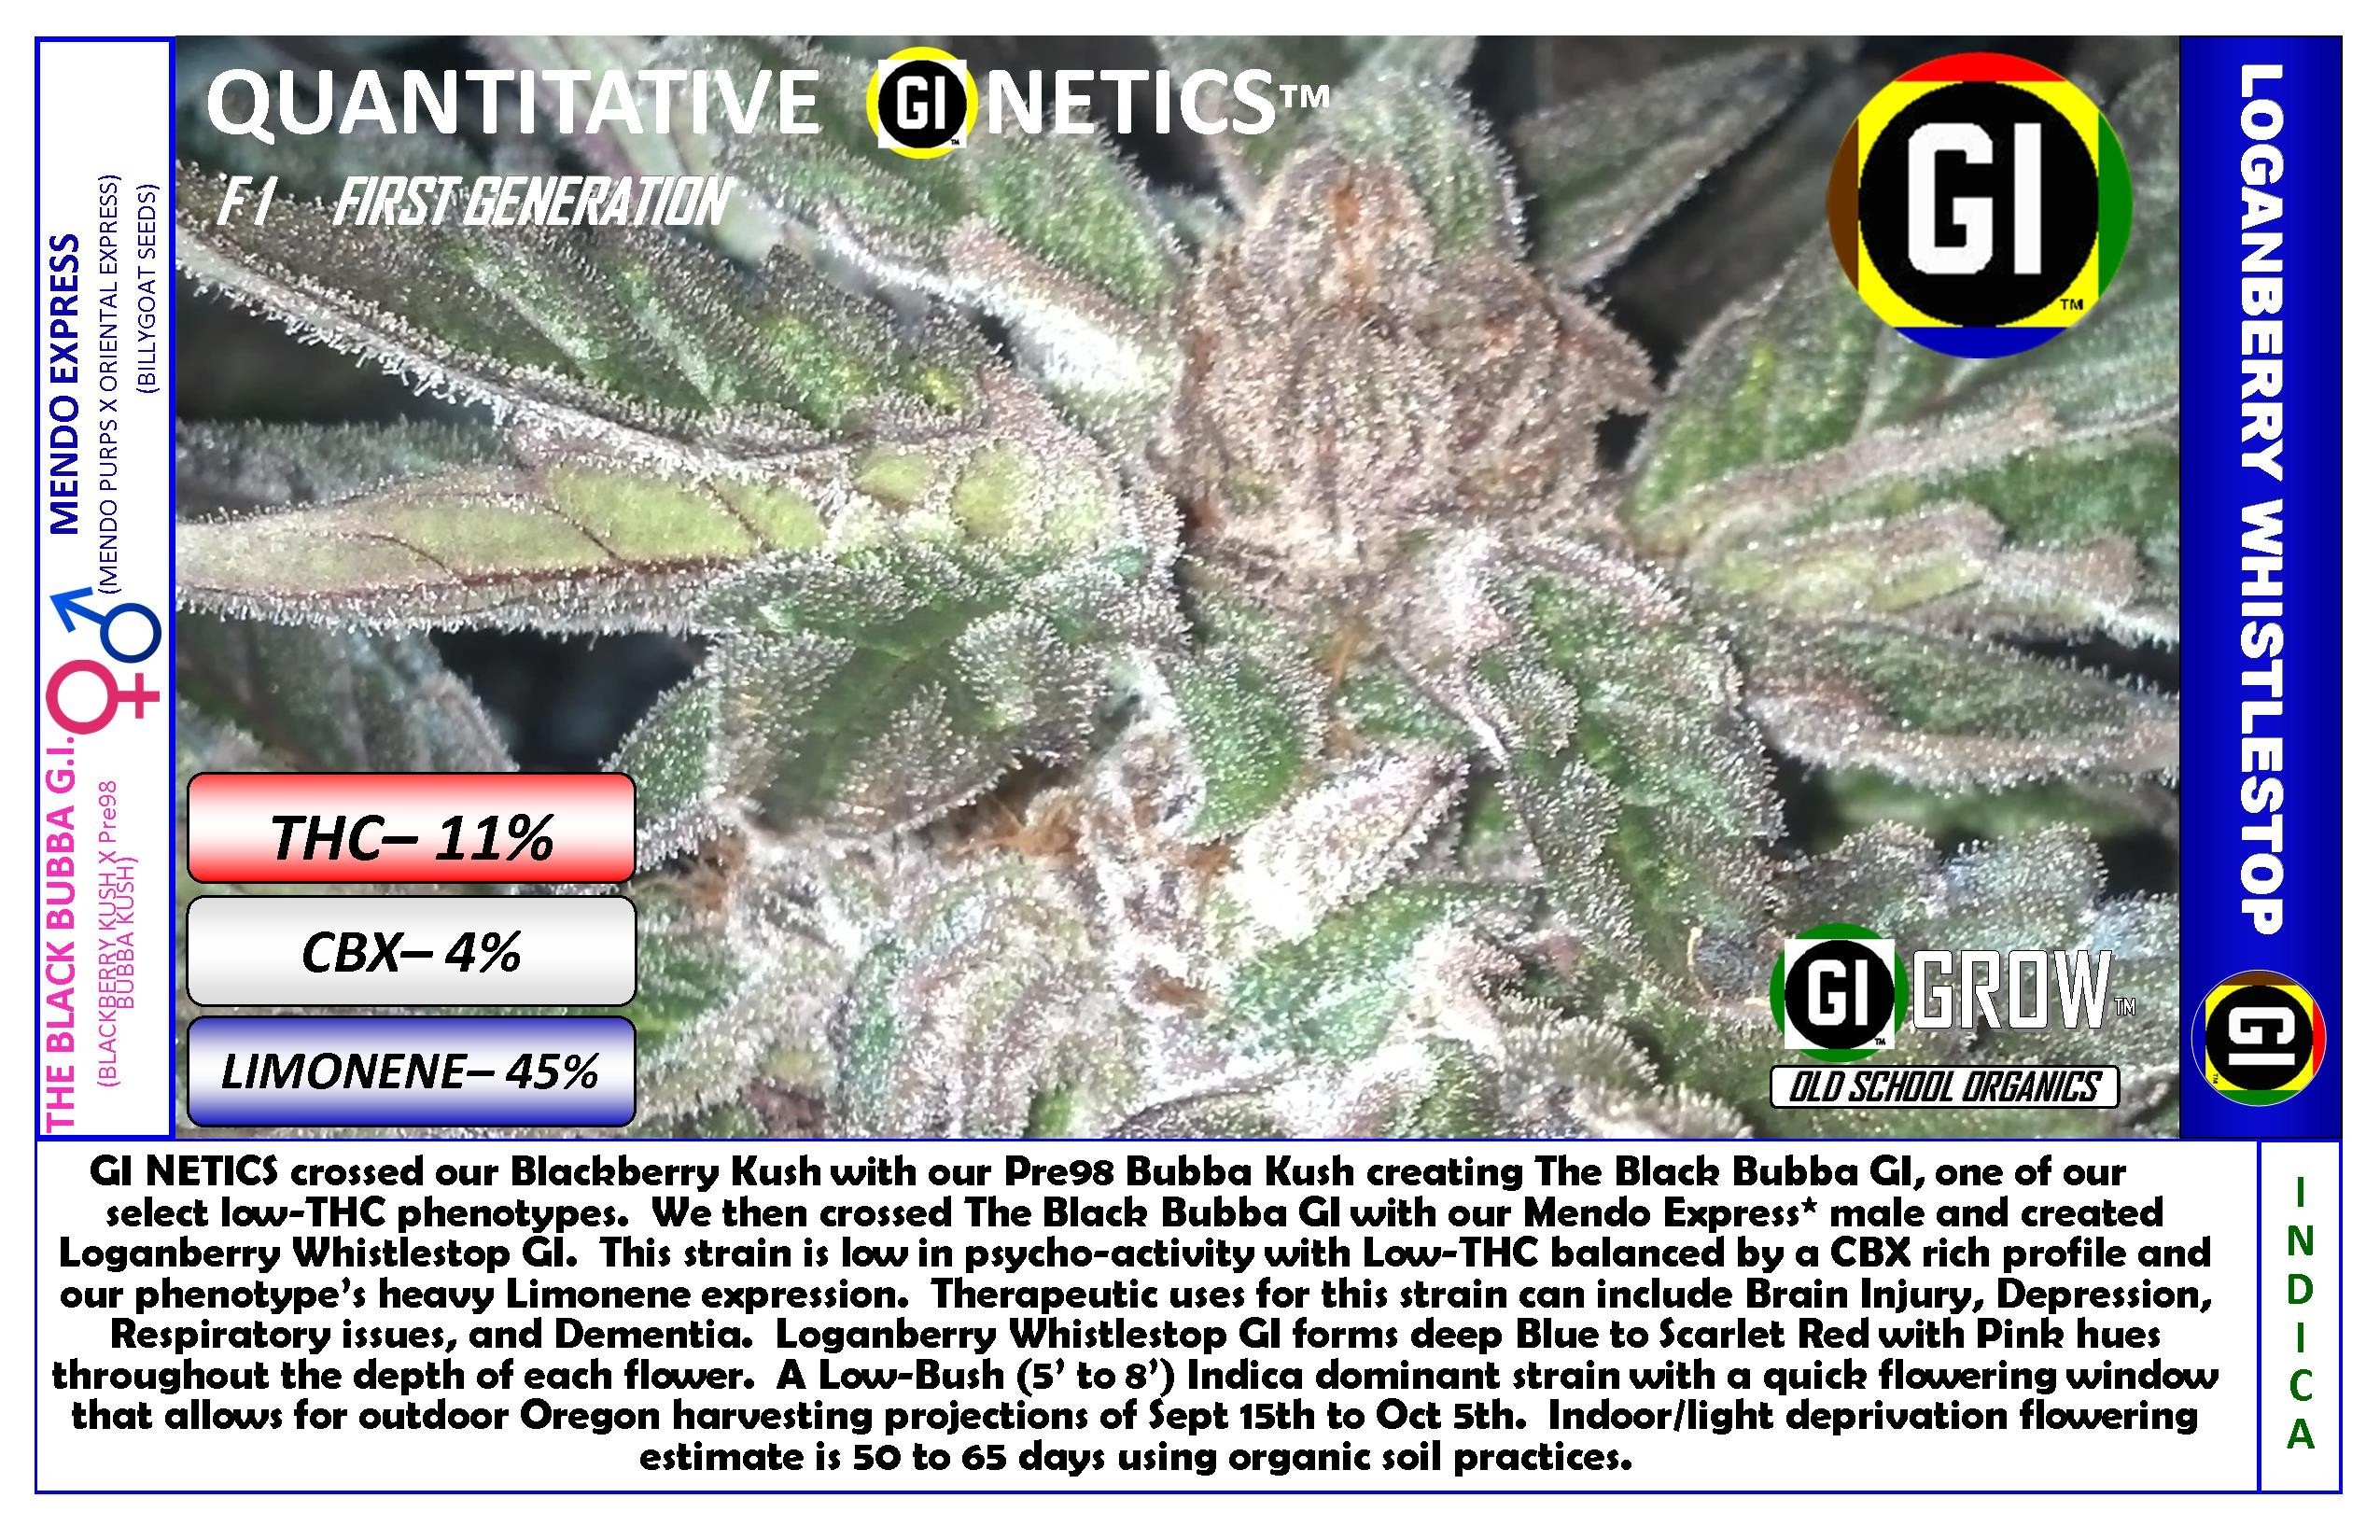 QUANTITATIVE GI NETICS™
F1 FIRST GENERATION
GI
TM
LOGANBERRY WHISTLESTOP
GI
TM
MENDO EXPRESS
(MENDO PURPS X ORIENTAL EXPRESS)
(BILLYGOAT SEEDS)
THE BLACK BUBBA G.I.
(BLACKBERRY KUSH X Pre98
BUBBA KUSH)
THC– 11%
CBX– 4%
LIMONENE– 45%
GI GROW TM
TM
OLD SCHOOL ORGANICS
GI NETICS crossed our Blackberry Kush with our Pre98 Bubba Kush creating The Black Bubba GI, one of our
select low-THC phenotypes. We then crossed The Black Bubba GI with our Mendo Express* male and created
Loganberry Whistlestop GI. This strain is low in psycho-activity with Low-THC balanced by a CBX rich profile and
our phenotype's heavy Limonene expression. Therapeutic uses for this strain can include Brain Injury, Depression,
Respiratory issues, and Dementia. Loganberry Whistlestop GI forms deep Blue to Scarlet Red with Pink hues
throughout the depth of each flower. A Low-Bush (5' to 8') Indica dominant strain with a quick flowering window
that allows for outdoor Oregon harvesting projections of Sept 15th to Oct 5th. Indoor/light deprivation flowering
estimate is 50 to 65 days using organic soil practices.
INDICA